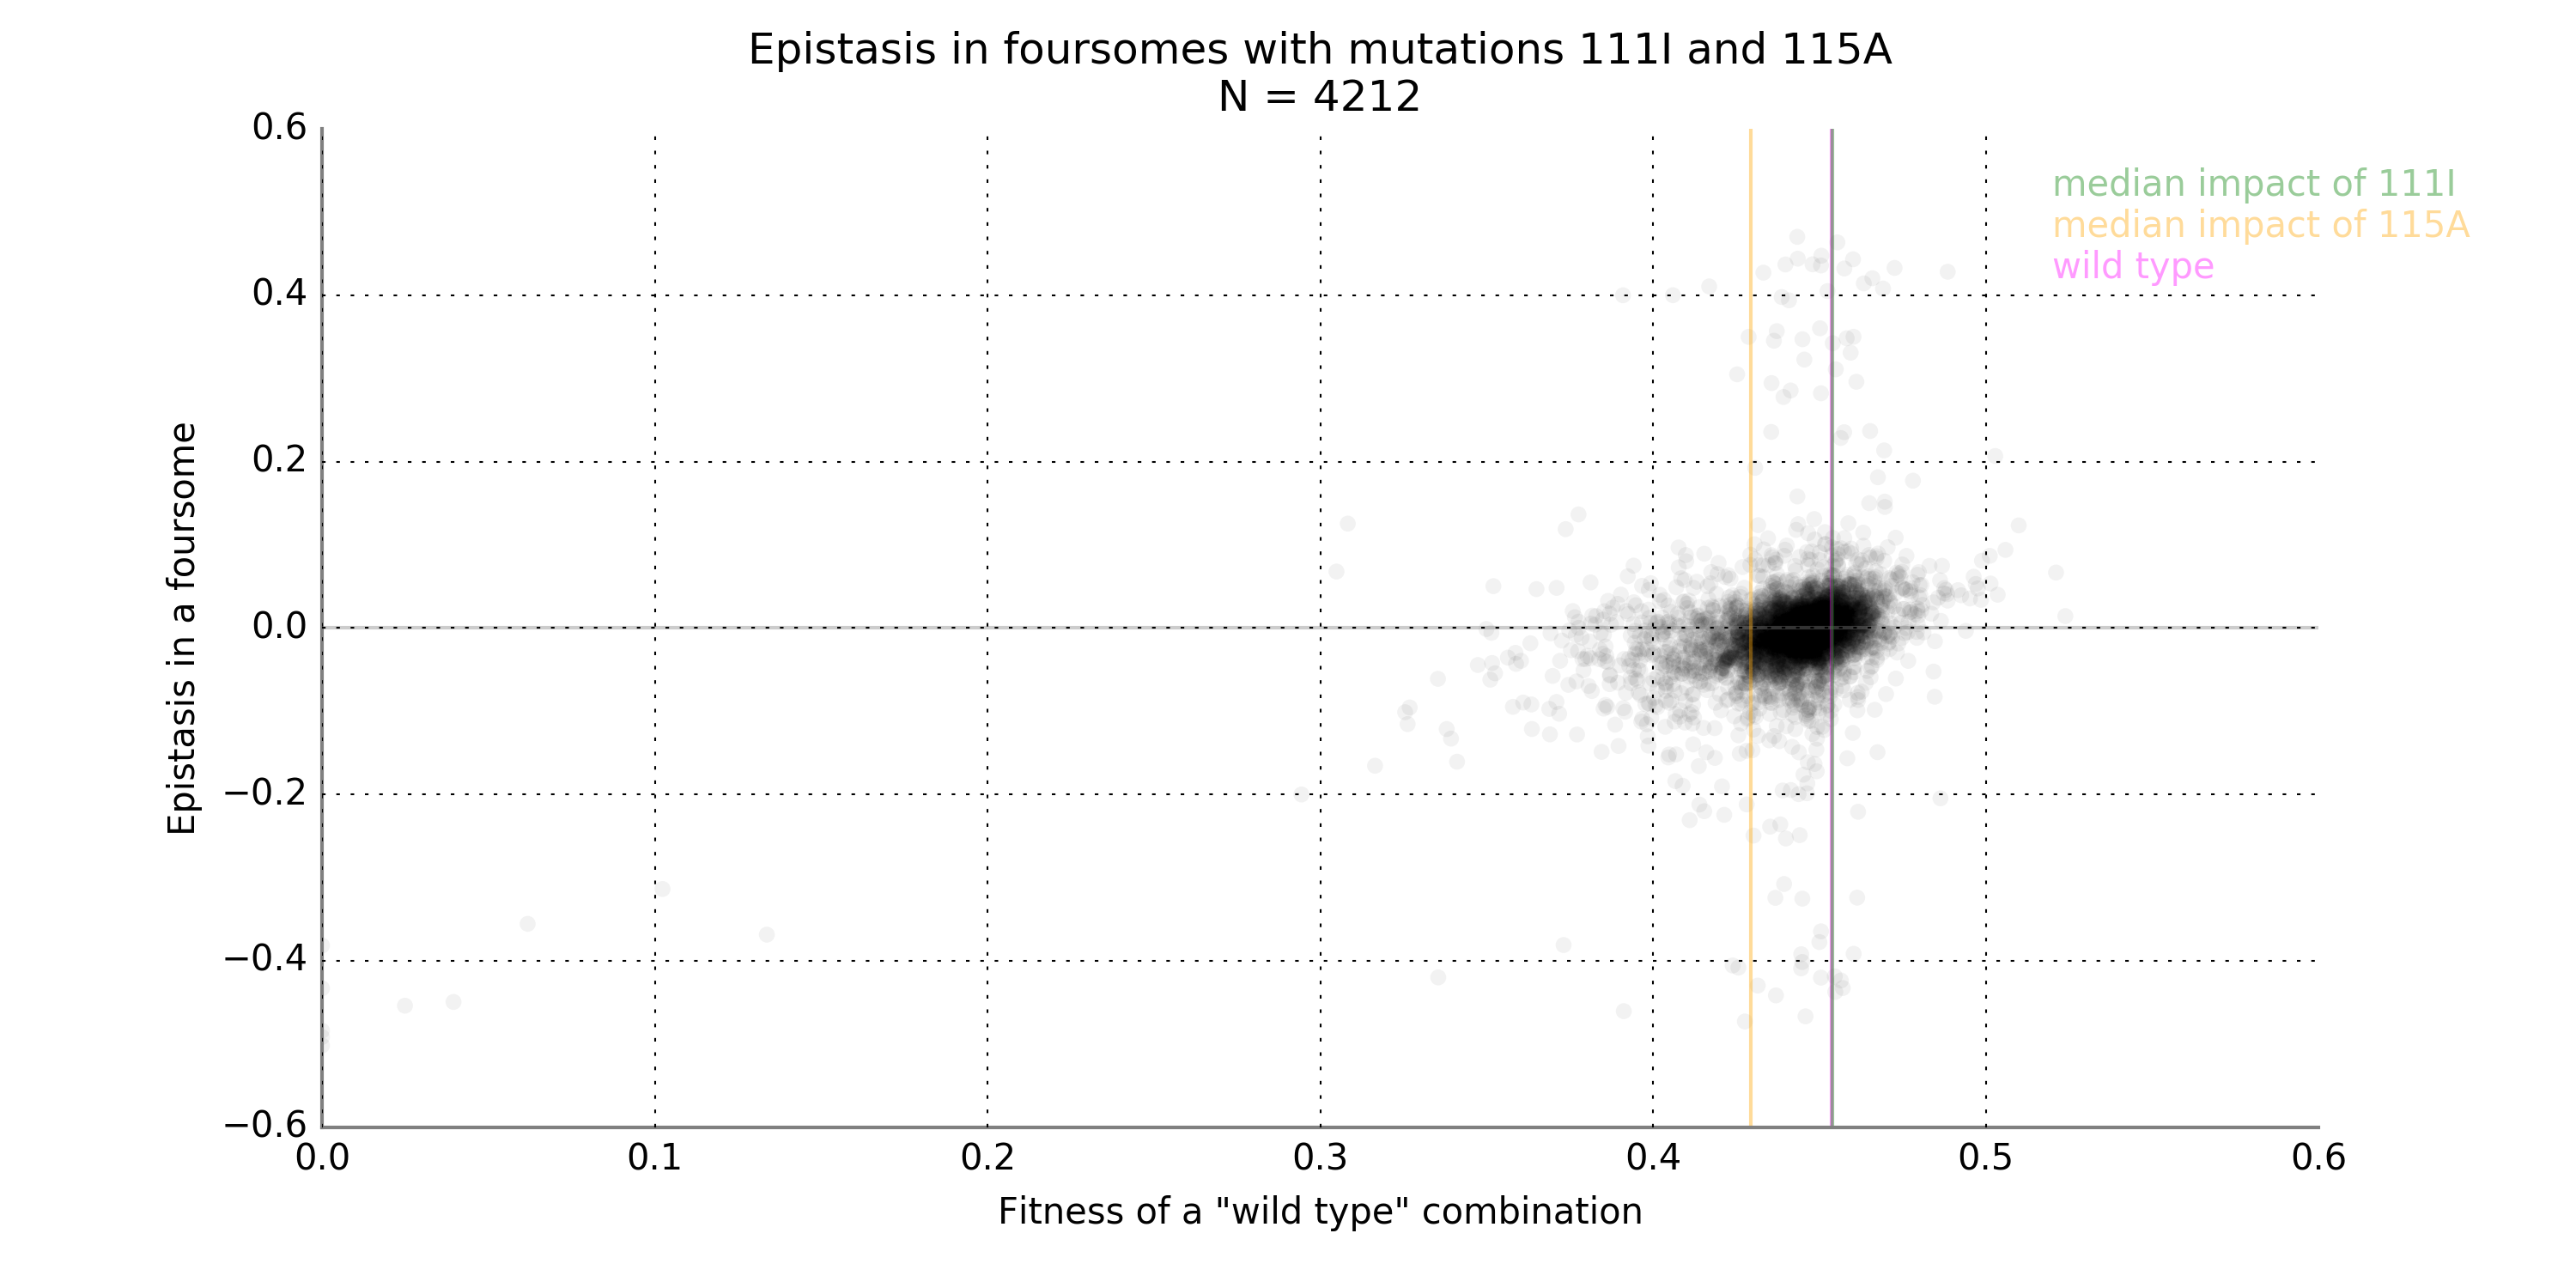 Epistasis in foursomes with mutations 111I and 115A
N = 4212
median impact of 111I
median impact of 115A
wild type
Epistasis in a foursome
0.6
0.4
0.2
0.0
−0.2
−0.4
−0.6
0.0 0.1 0.2 0.3 0.4 0.5 0.6
Fitness of a "wild type" combination